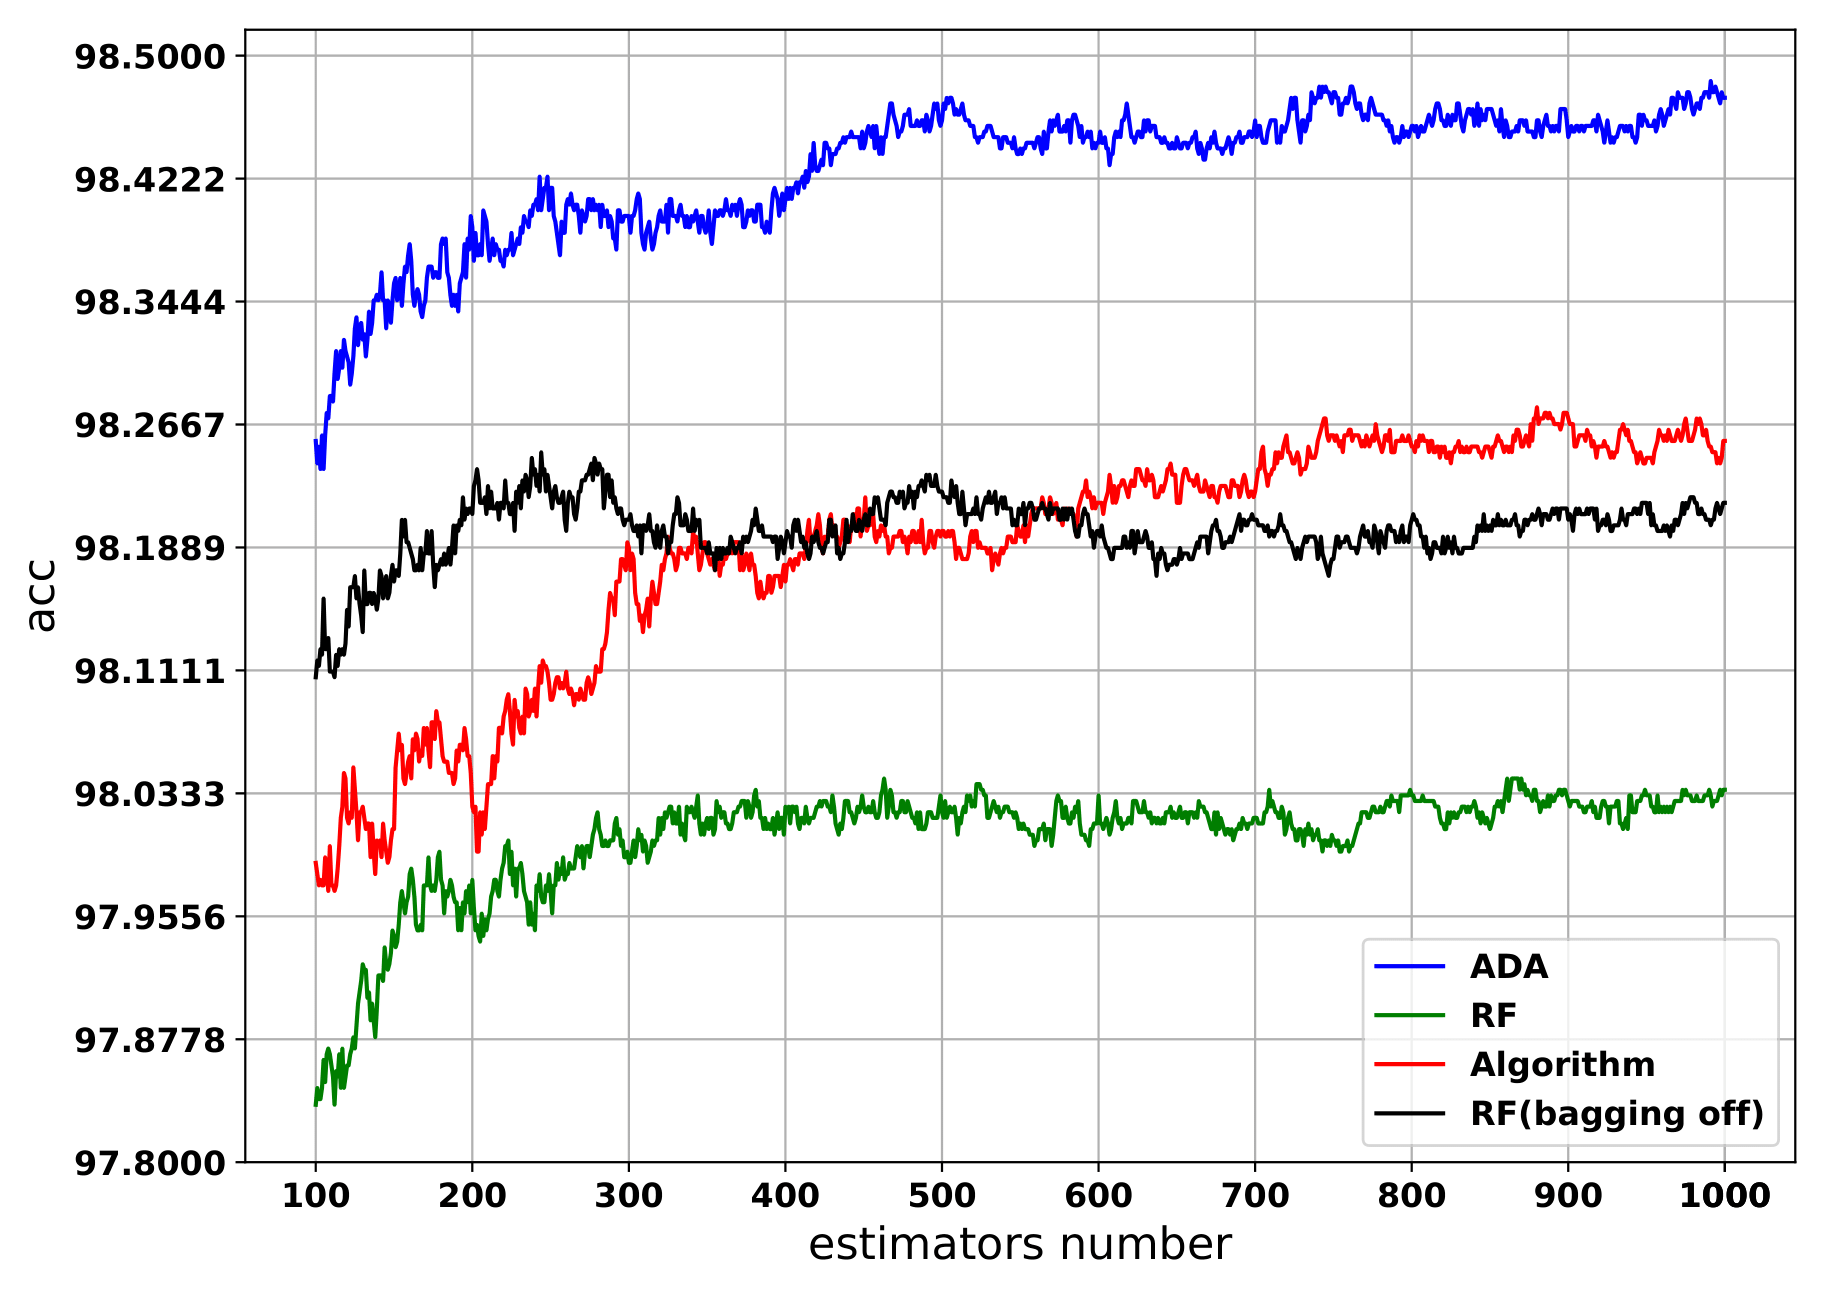 98.5000
98.4222
98.3444
98.2667
98.1889
98.1111
98.0333
97.9556
97.8778
97.8000
acc
100 200 300 400 500 600 700 800 900 1000
estimators number
ADA
RF
Algorithm
RF(bagging off)